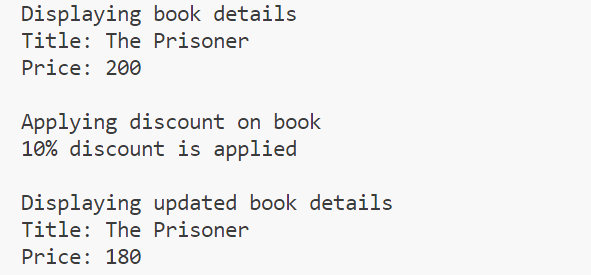 Displaying book details
Title: The Prisoner
Price: 200
Applying discount on book
10% discount is applied
Displaying updated book details
Title: The Prisoner
Price: 180